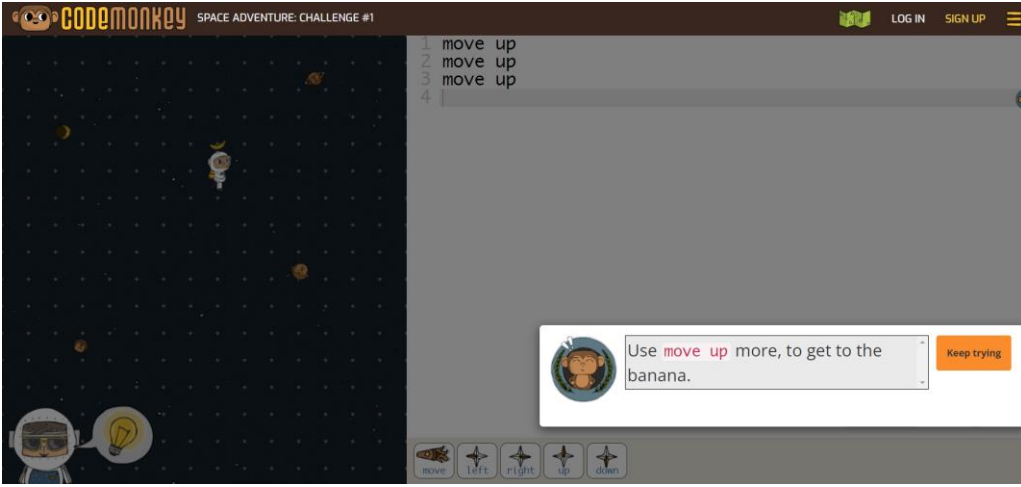 CODEMONKEY SPACE ADVENTURE: CHALLENGE #1 LOG IN SIGN UP
1 move up
2 move up
3 move up
4
Use move up more, to get to the
banana.
Keep trying
move left right up down